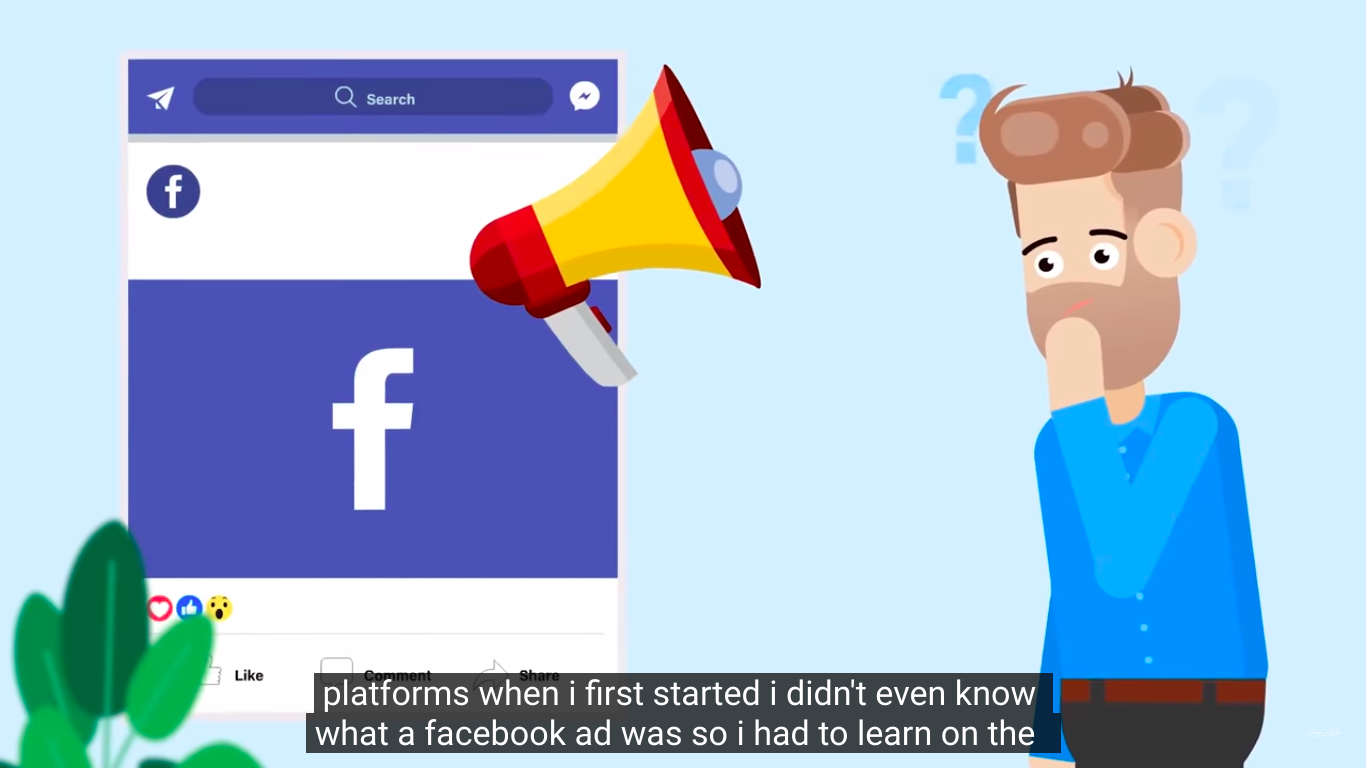 Search
f
f
Like
Comment
Share
platforms when i first started i didn't even know
what a facebook ad was so i had to learn on the
? ?